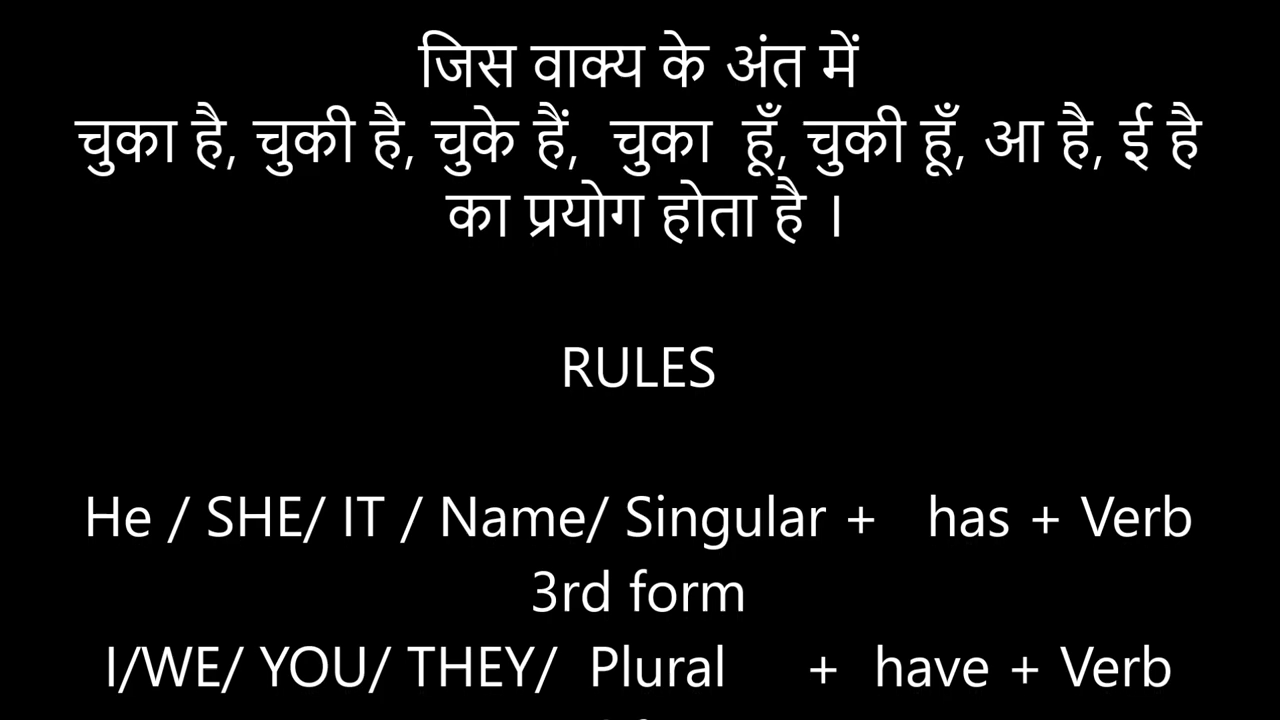 जिस वाक्य के अंत में
चुका है, चुकी है, चुके हैं, चुका हूँ, चुकी हूँ, आ है, ई है
का प्रयोग होता है ।
RULES
He / SHE/ IT / Name/ Singular + has + Verb
3rd form
I/WE/ YOU/ THEY/ Plural + have + Verb